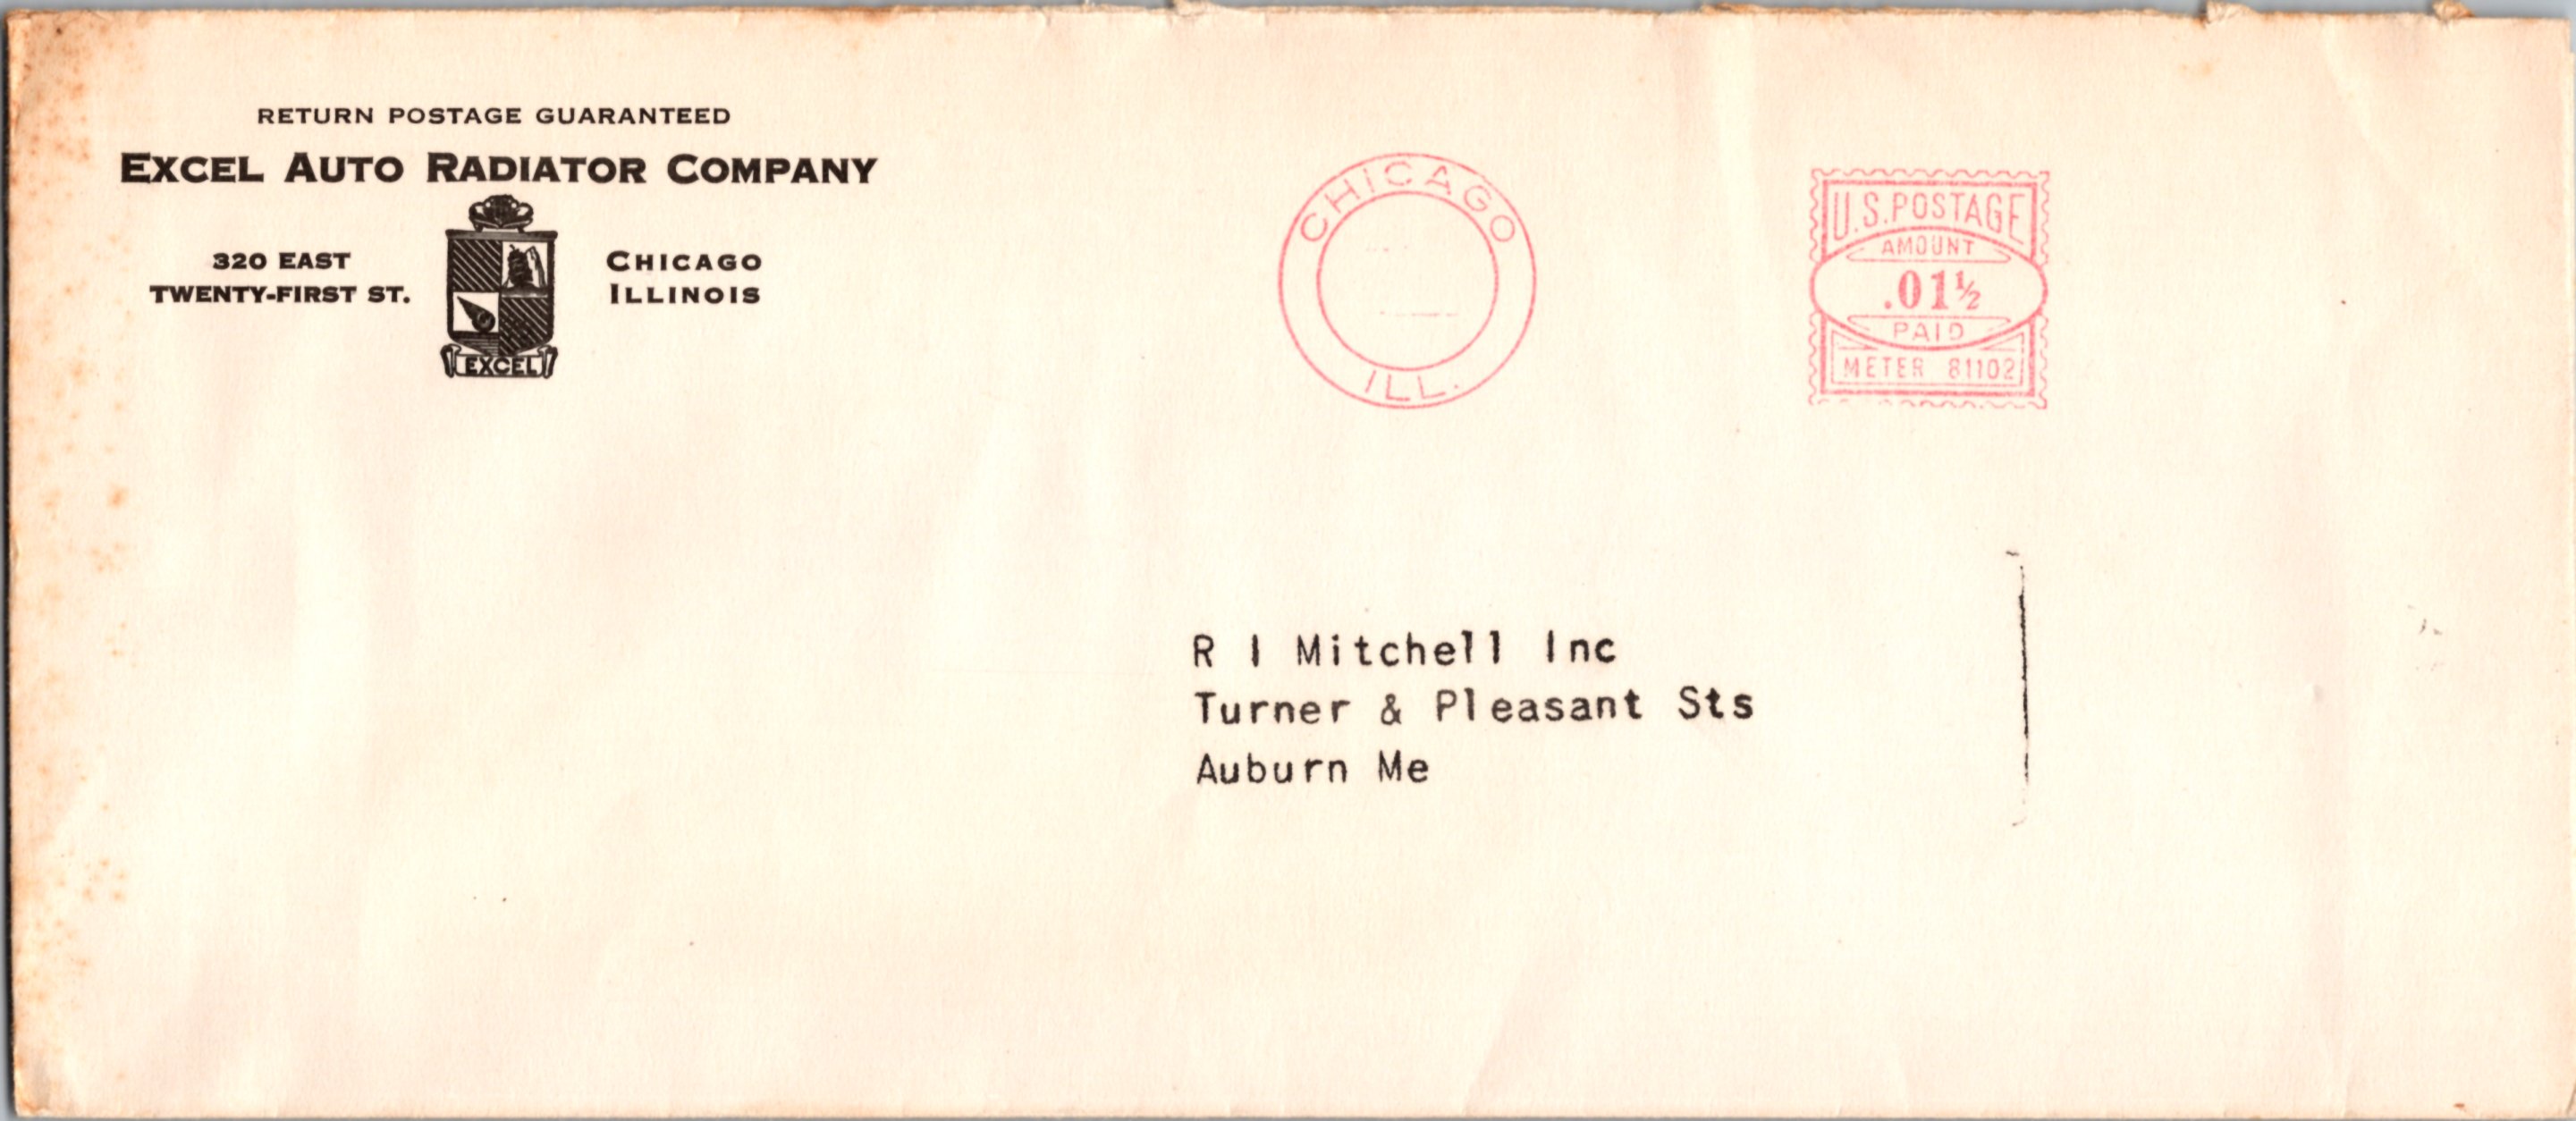 RETURN POSTAGE GUARANTEED
EXCEL AUTO RADIATOR COMPANY
320 EAST
TWENTY-FIRST ST.
CHICAGO
ILLINOIS
EXCEL
CHICAGO
ILL.
U.S. POSTAGE
AMOUNT
.01½
PAID
METER 81102
R I Mitchell Inc
Turner & Pleasant Sts
Auburn Me